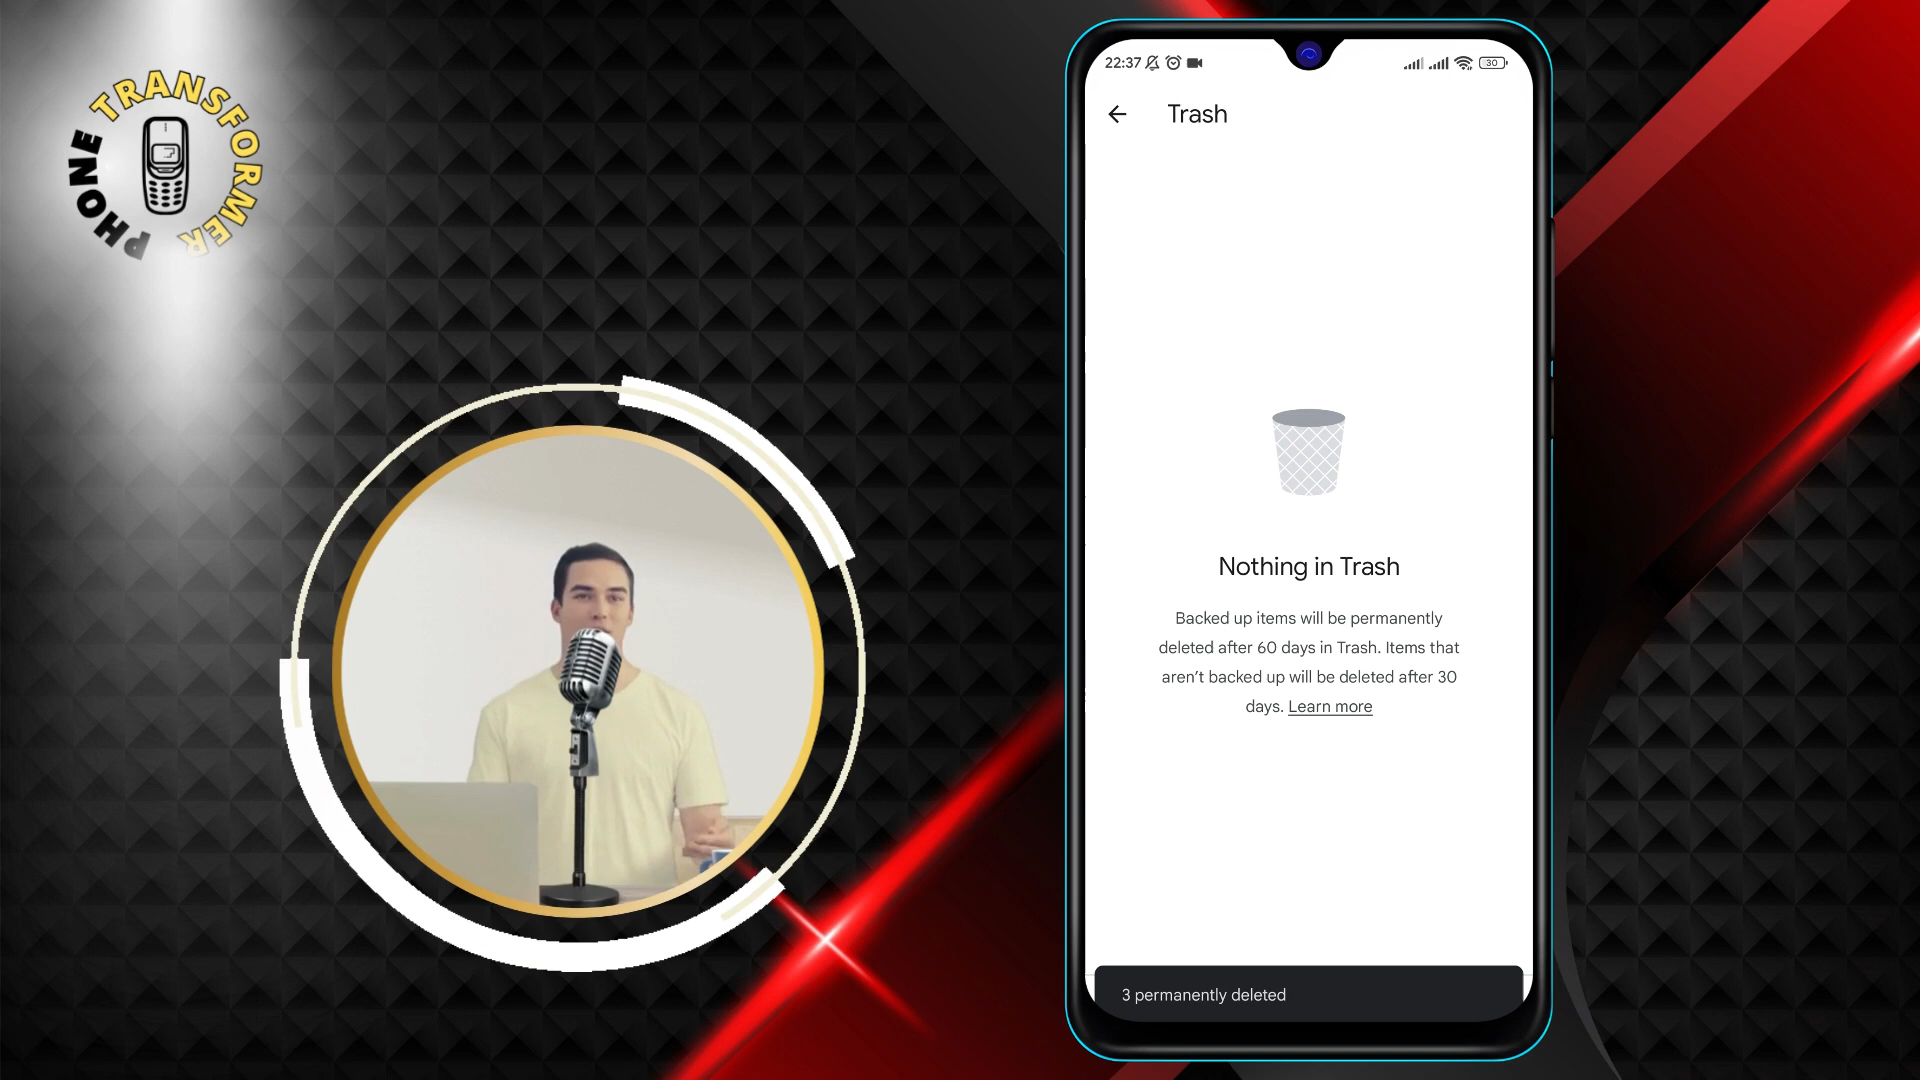 PHONE TRANSFORMER
22:37
30
Trash
Nothing in Trash
Backed up items will be permanently
deleted after 60 days in Trash. Items that
aren’t backed up will be deleted after 30
days. Learn more
3 permanently deleted